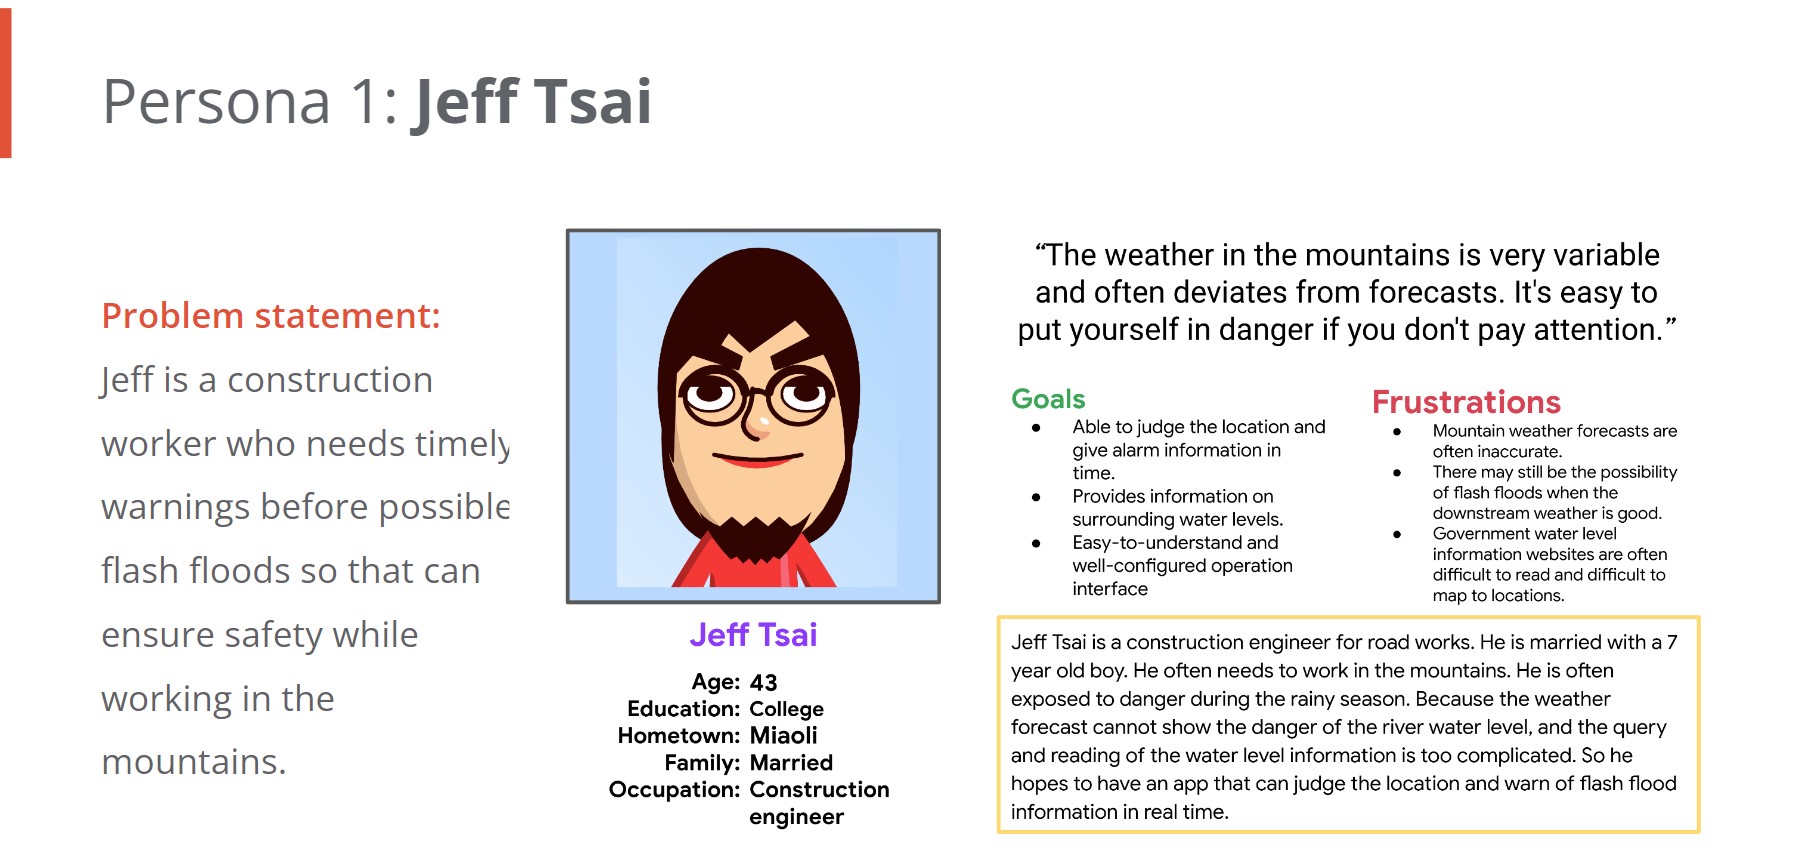 Persona 1: Jeff Tsai
Problem statement:
Jeff is a construction
worker who needs timely
warnings before possible
flash floods so that can
ensure safety while
working in the
mountains.
Jeff Tsai
Age: 43
Education: College
Hometown: Miaoli
Family: Married
Occupation: Construction
engineer
“The weather in the mountains is very variable
and often deviates from forecasts. It's easy to
put yourself in danger if you don't pay attention.”
Goals
● Able to judge the location and
give alarm information in
time.
● Provides information on
surrounding water levels.
● Easy-to-understand and
well-configured operation
interface
Frustrations
● Mountain weather forecasts are
often inaccurate.
● There may still be the possibility
of flash floods when the
downstream weather is good.
● Government water level
information websites are often
difficult to read and difficult to
map to locations.
Jeff Tsai is a construction engineer for road works. He is married with a 7
year old boy. He often needs to work in the mountains. He is often
exposed to danger during the rainy season. Because the weather
forecast cannot show the danger of the river water level, and the query
and reading of the water level information is too complicated. So he
hopes to have an app that can judge the location and warn of flash flood
information in real time.